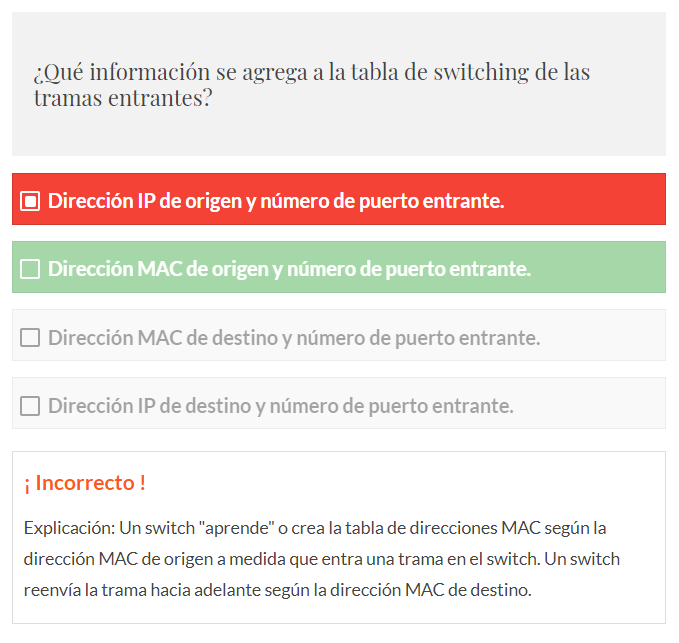 ¿Qué información se agrega a la tabla de switching de las
tramas entrantes?
Dirección IP de origen y número de puerto entrante.
Dirección MAC de origen y número de puerto entrante.
Dirección MAC de destino y número de puerto entrante.
Dirección IP de destino y número de puerto entrante.
¡ Incorrecto !
Explicación: Un switch "aprende" o crea la tabla de direcciones MAC según la
dirección MAC de origen a medida que entra una trama en el switch. Un switch
reenvía la trama hacia adelante según la dirección MAC de destino.